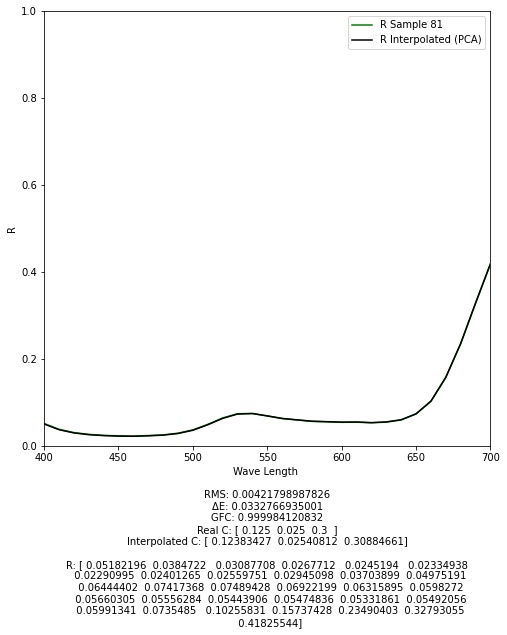 1.0
R Sample 81
R Interpolated (PCA)
0.8
0.6
R
0.4
0.2
0.0
400 450 500 550 600 650 700
Wave Length
RMS: 0.00421798987826
ΔE: 0.0332766935001
GFC: 0.999984120832
Real C: [ 0.125 0.025 0.3 ]
Interpolated C: [ 0.12383427 0.02540812 0.30884661]
R: [ 0.05182196 0.0384722 0.03087708 0.0267712 0.0245194 0.02334938
0.02290995 0.02401265 0.02559751 0.02945098 0.03703899 0.04975191
0.06444402 0.07417368 0.07489428 0.06922199 0.06315895 0.0598272
0.05660305 0.05556284 0.05443906 0.05474836 0.05331861 0.05492056
0.05991341 0.0735485 0.10255831 0.15737428 0.23490403 0.32793055
0.41825544]